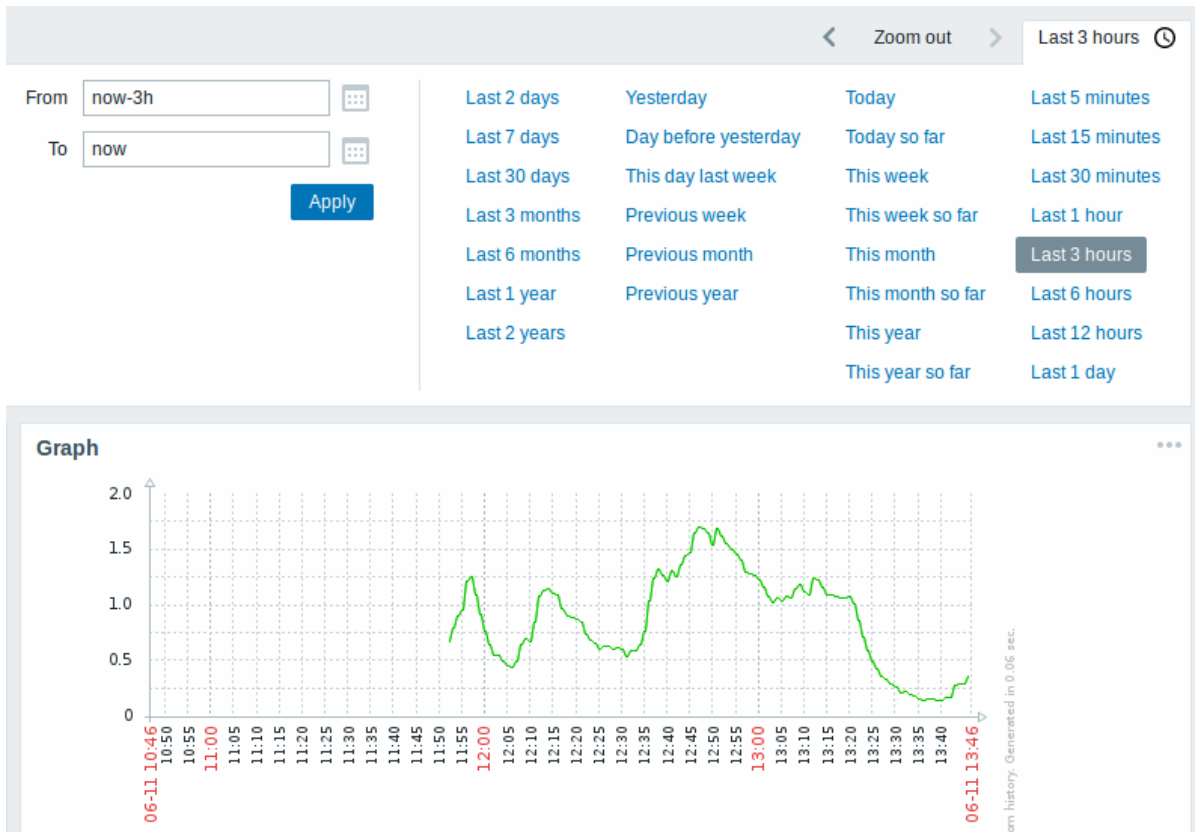 Zoom out
Last 3 hours
From now-3h
To now
Apply
Last 2 days
Last 7 days
Last 30 days
Last 3 months
Last 6 months
Last 1 year
Last 2 years
Yesterday
Day before yesterday
This day last week
Previous week
Previous month
Previous year
Today
Today so far
This week
This week so far
This month
This month so far
This year
This year so far
Last 5 minutes
Last 15 minutes
Last 30 minutes
Last 1 hour
Last 3 hours
Last 6 hours
Last 12 hours
Last 1 day
Graph
2.0
1.5
1.0
0.5
0
06-11 10:46
10:50
10:55
11:00
11:05
11:10
11:15
11:20
11:25
11:30
11:35
11:40
11:45
11:50
11:55
12:00
12:05
12:10
12:15
12:20
12:25
12:30
12:35
12:40
12:45
12:50
12:55
13:00
13:05
13:10
13:15
13:20
13:25
13:30
13:35
13:40
06-11 13:46
om history. Generated in 0.06 sec.